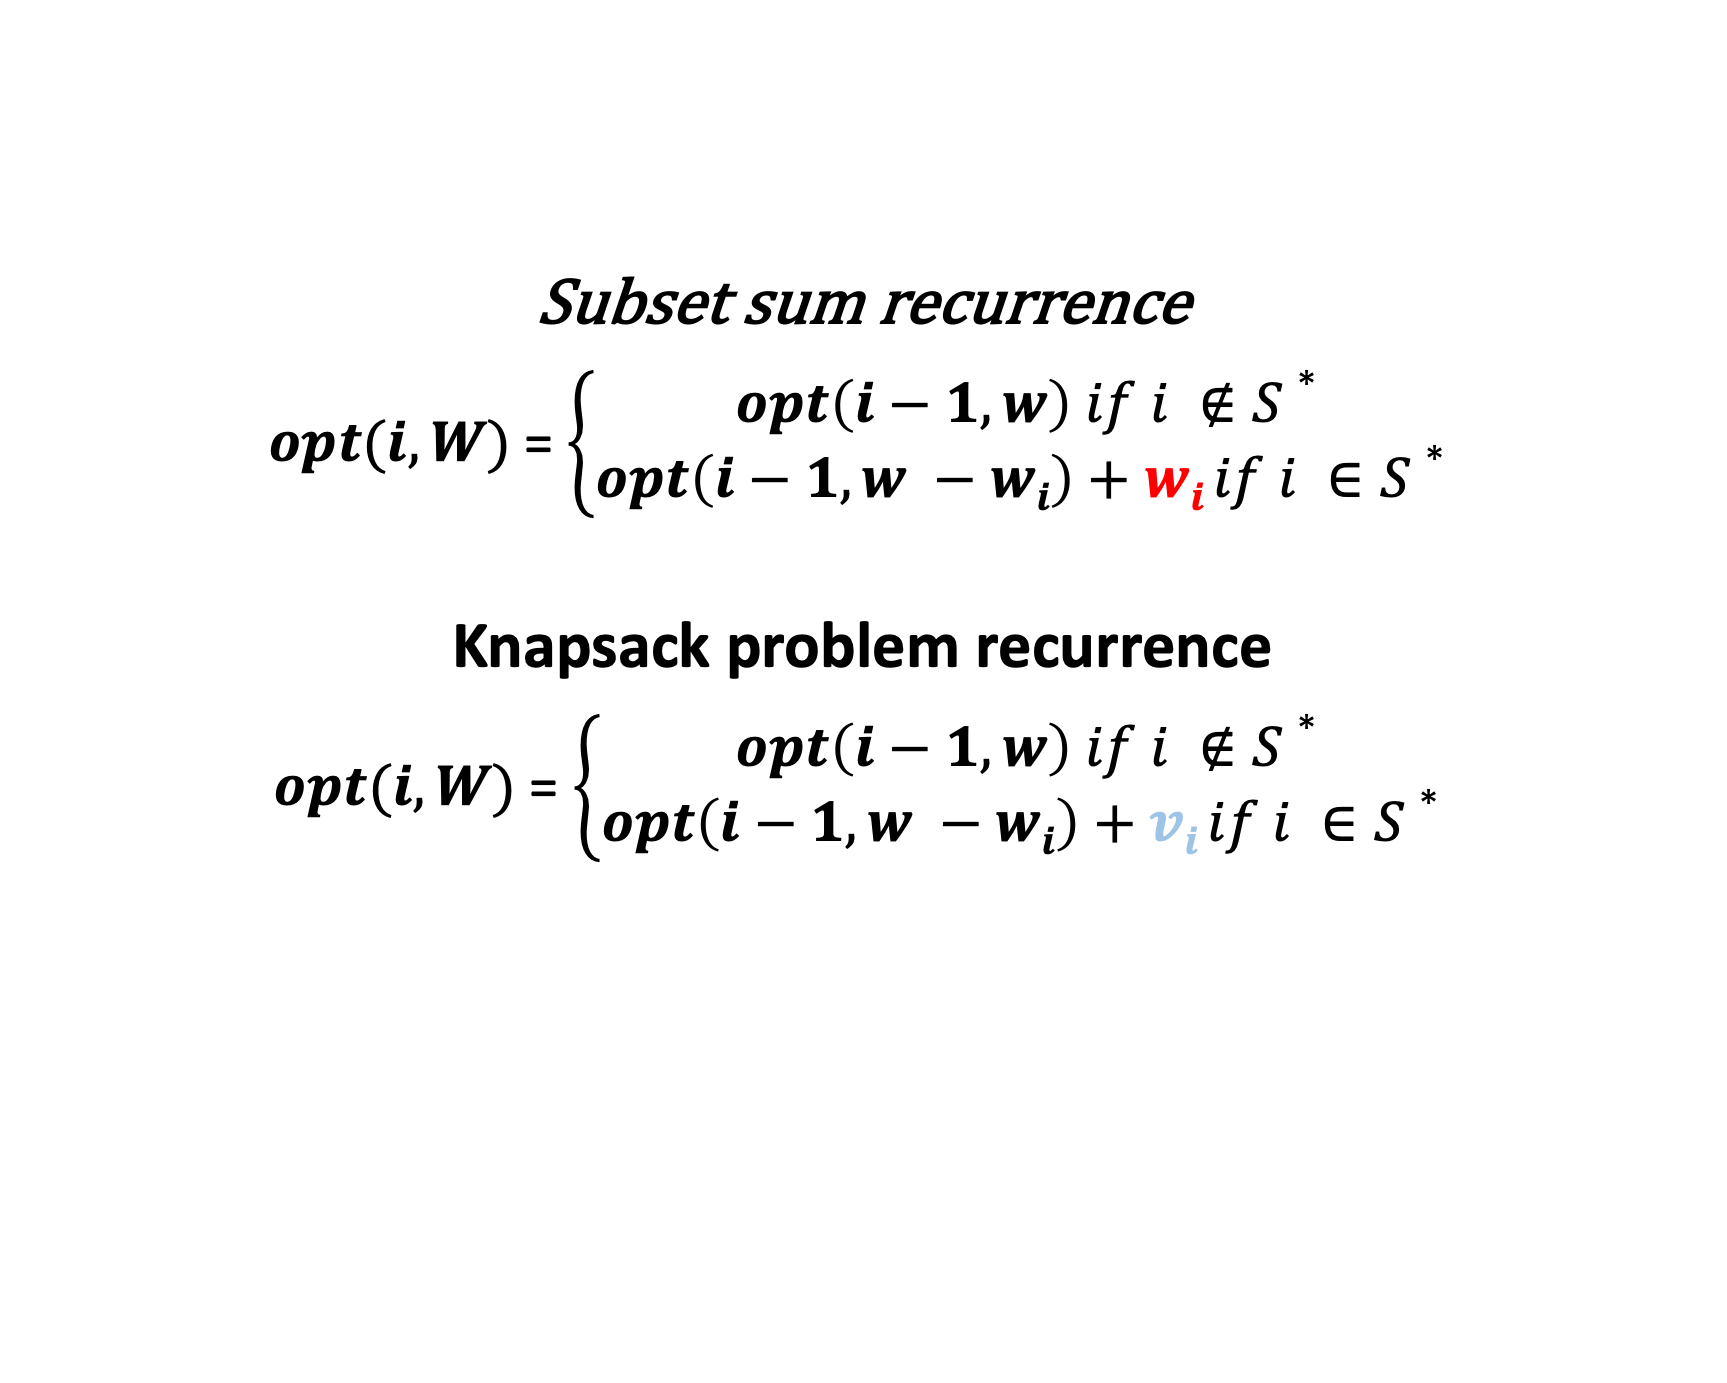 Subset sum recurrence
opt(i, W) = { opt(i − 1, w) if i ∉ S *
opt(i − 1, w − wᵢ) + wᵢ if i ∈ S *
Knapsack problem recurrence
opt(i, W) = { opt(i − 1, w) if i ∉ S *
opt(i − 1, w − wᵢ) + vᵢ if i ∈ S *